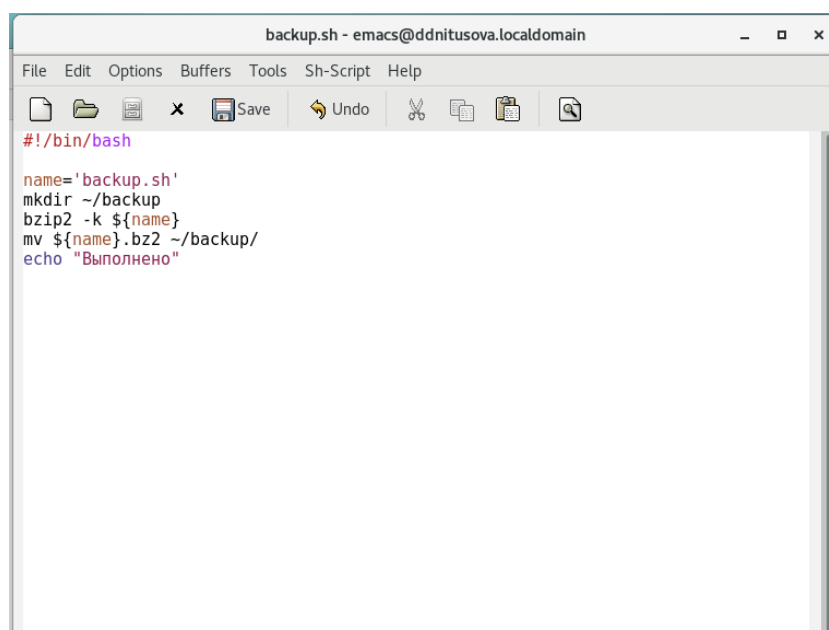 backup.sh - emacs@ddnitusova.localdomain
File Edit Options Buffers Tools Sh-Script Help
Save Undo
#!/bin/bash
name='backup.sh'
mkdir ~/backup
bzip2 -k ${name}
mv ${name}.bz2 ~/backup/
echo "Выполнено"